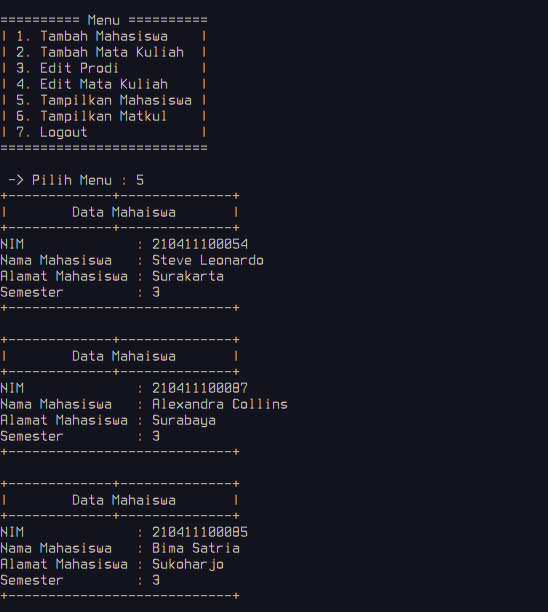 ========== Menu ==========
| 1. Tambah Mahasiswa    |
| 2. Tambah Mata Kuliah  |
| 3. Edit Prodi          |
| 4. Edit Mata Kuliah    |
| 5. Tampilkan Mahasiswa |
| 6. Tampilkan Matkul    |
| 7. Logout              |
==========================
 -> Pilih Menu : 5
+-------------+--------------+
|        Data Mahaiswa       |
+-------------+--------------+
NIM              : 210411100054
Nama Mahasiswa   : Steve Leonardo
Alamat Mahasiswa : Surakarta
Semester         : 3
+----------------------------+
+-------------+--------------+
|        Data Mahaiswa       |
+-------------+--------------+
NIM              : 210411100087
Nama Mahasiswa   : Alexandra Collins
Alamat Mahasiswa : Surabaya
Semester         : 3
+----------------------------+
+-------------+--------------+
|        Data Mahaiswa       |
+-------------+--------------+
NIM              : 210411100085
Nama Mahasiswa   : Bima Satria
Alamat Mahasiswa : Sukoharjo
Semester         : 3
+----------------------------+